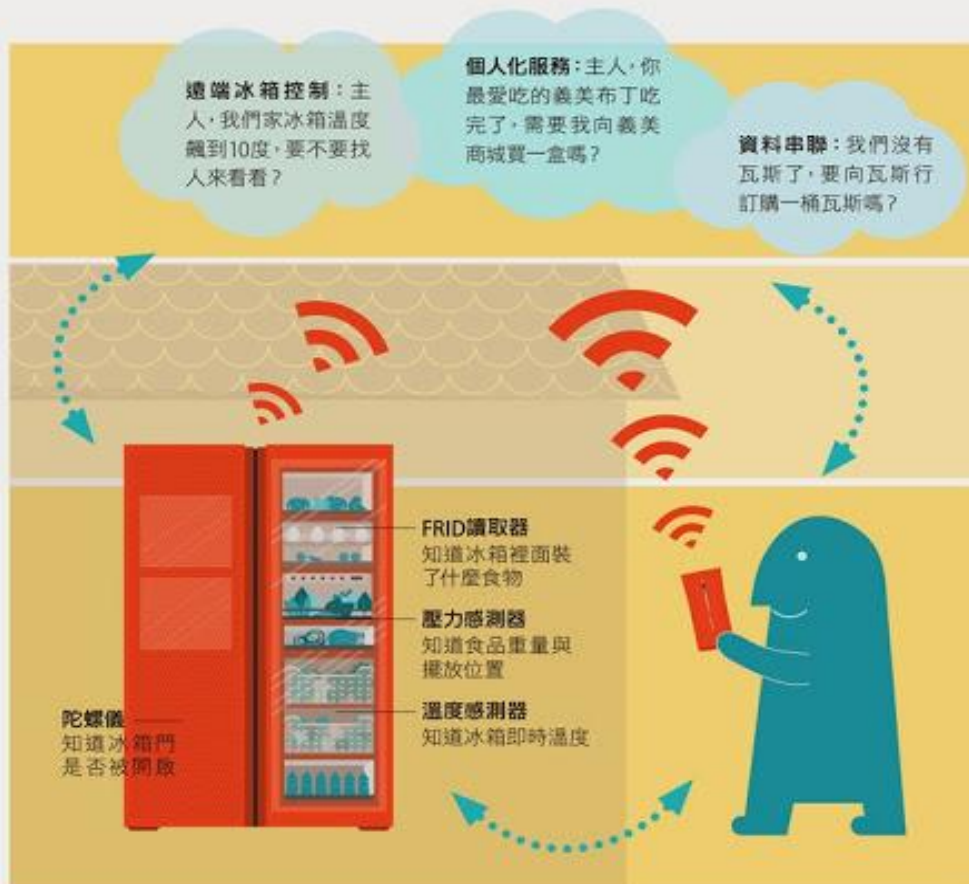 遠端冰箱控制：主
人，我們家冰箱溫度
飆到10度，要不要找
人來看看？
個人化服務：主人，你
最愛吃的義美布丁吃
完了，需要我向義美
商城買一盒嗎？
資料串聯：我們沒有
瓦斯了，要向瓦斯行
訂購一桶瓦斯嗎？
FRID讀取器
知道冰箱裡面裝
了什麼食物
壓力感測器
知道食品重量與
擺放位置
溫度感測器
知道冰箱即時溫度
陀螺儀
知道冰箱門
是否被開啟